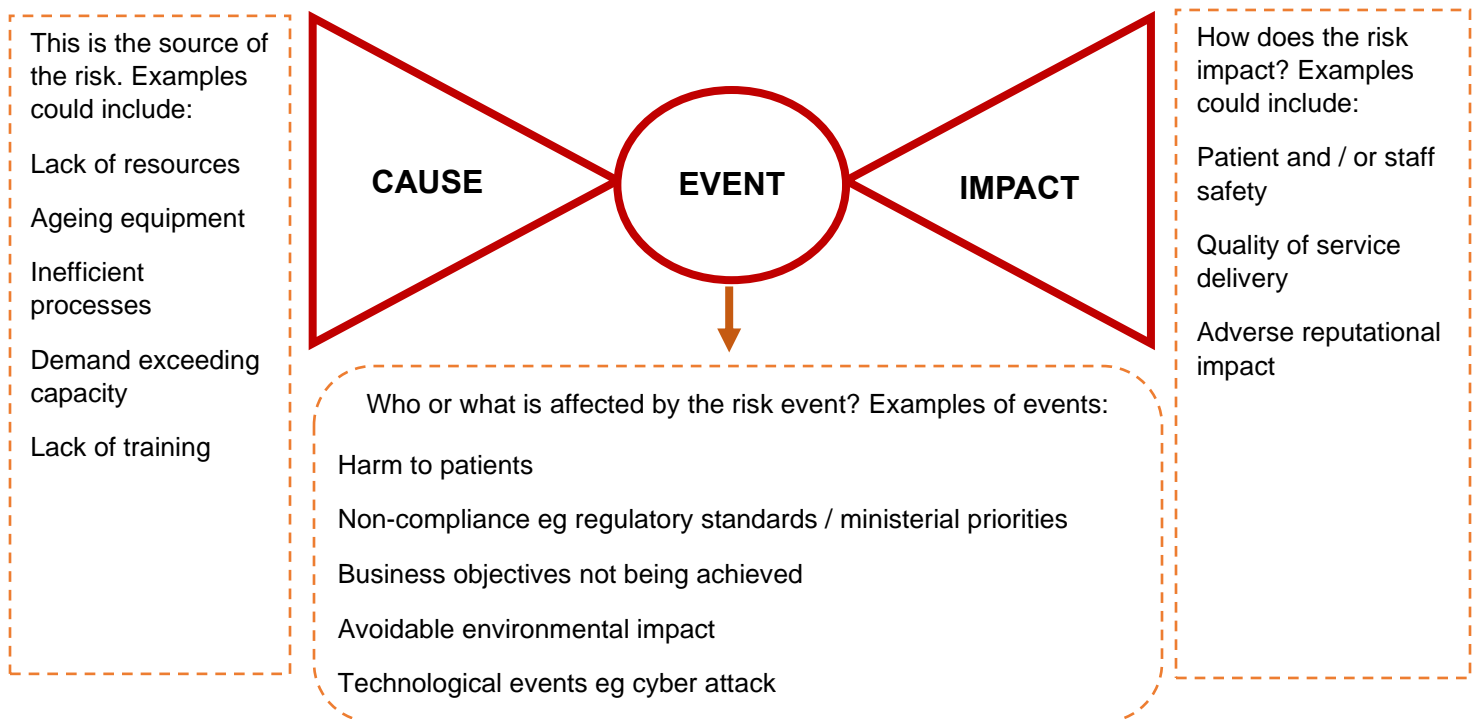 This is the source of
the risk. Examples
could include:
Lack of resources
Ageing equipment
Inefficient
processes
Demand exceeding
capacity
Lack of training
CAUSE
EVENT
IMPACT
How does the risk
impact? Examples
could include:
Patient and / or staff
safety
Quality of service
delivery
Adverse reputational
impact
Who or what is affected by the risk event? Examples of events:
Harm to patients
Non-compliance eg regulatory standards / ministerial priorities
Business objectives not being achieved
Avoidable environmental impact
Technological events eg cyber attack